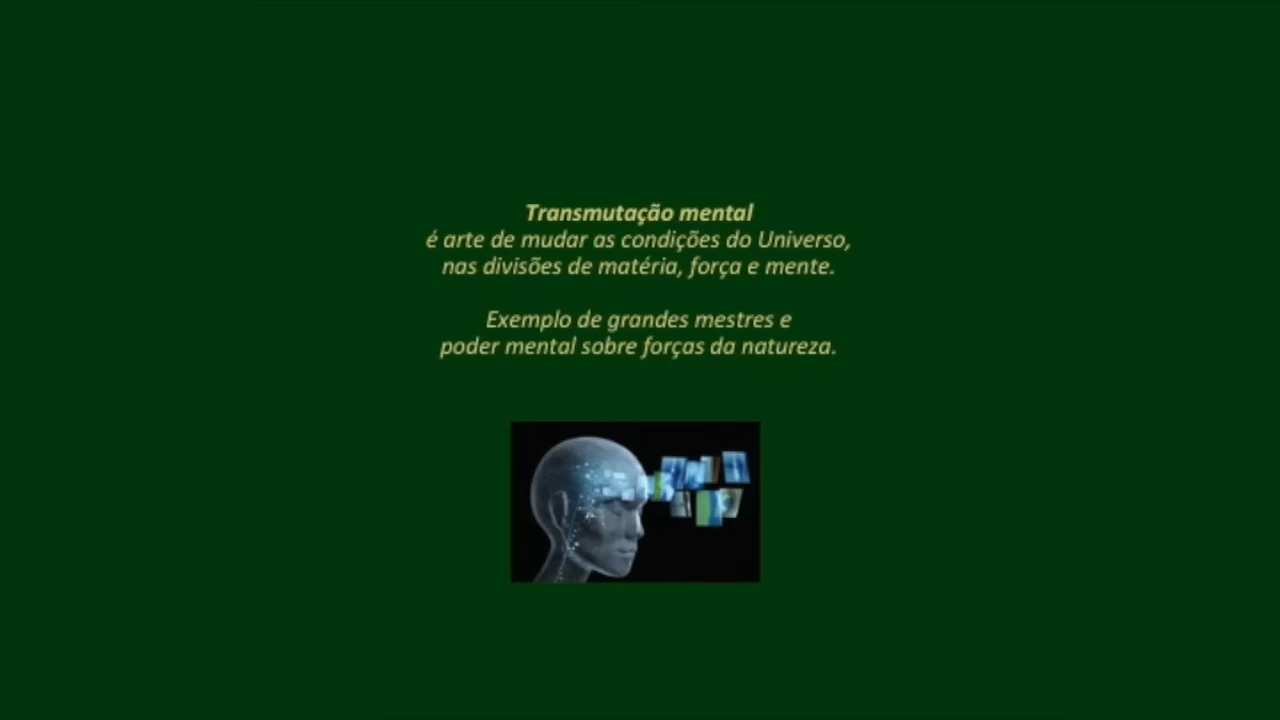 Transmutação mental
é arte de mudar as condições do Universo,
nas divisões de matéria, força e mente.
Exemplo de grandes mestres e
poder mental sobre forças da natureza.